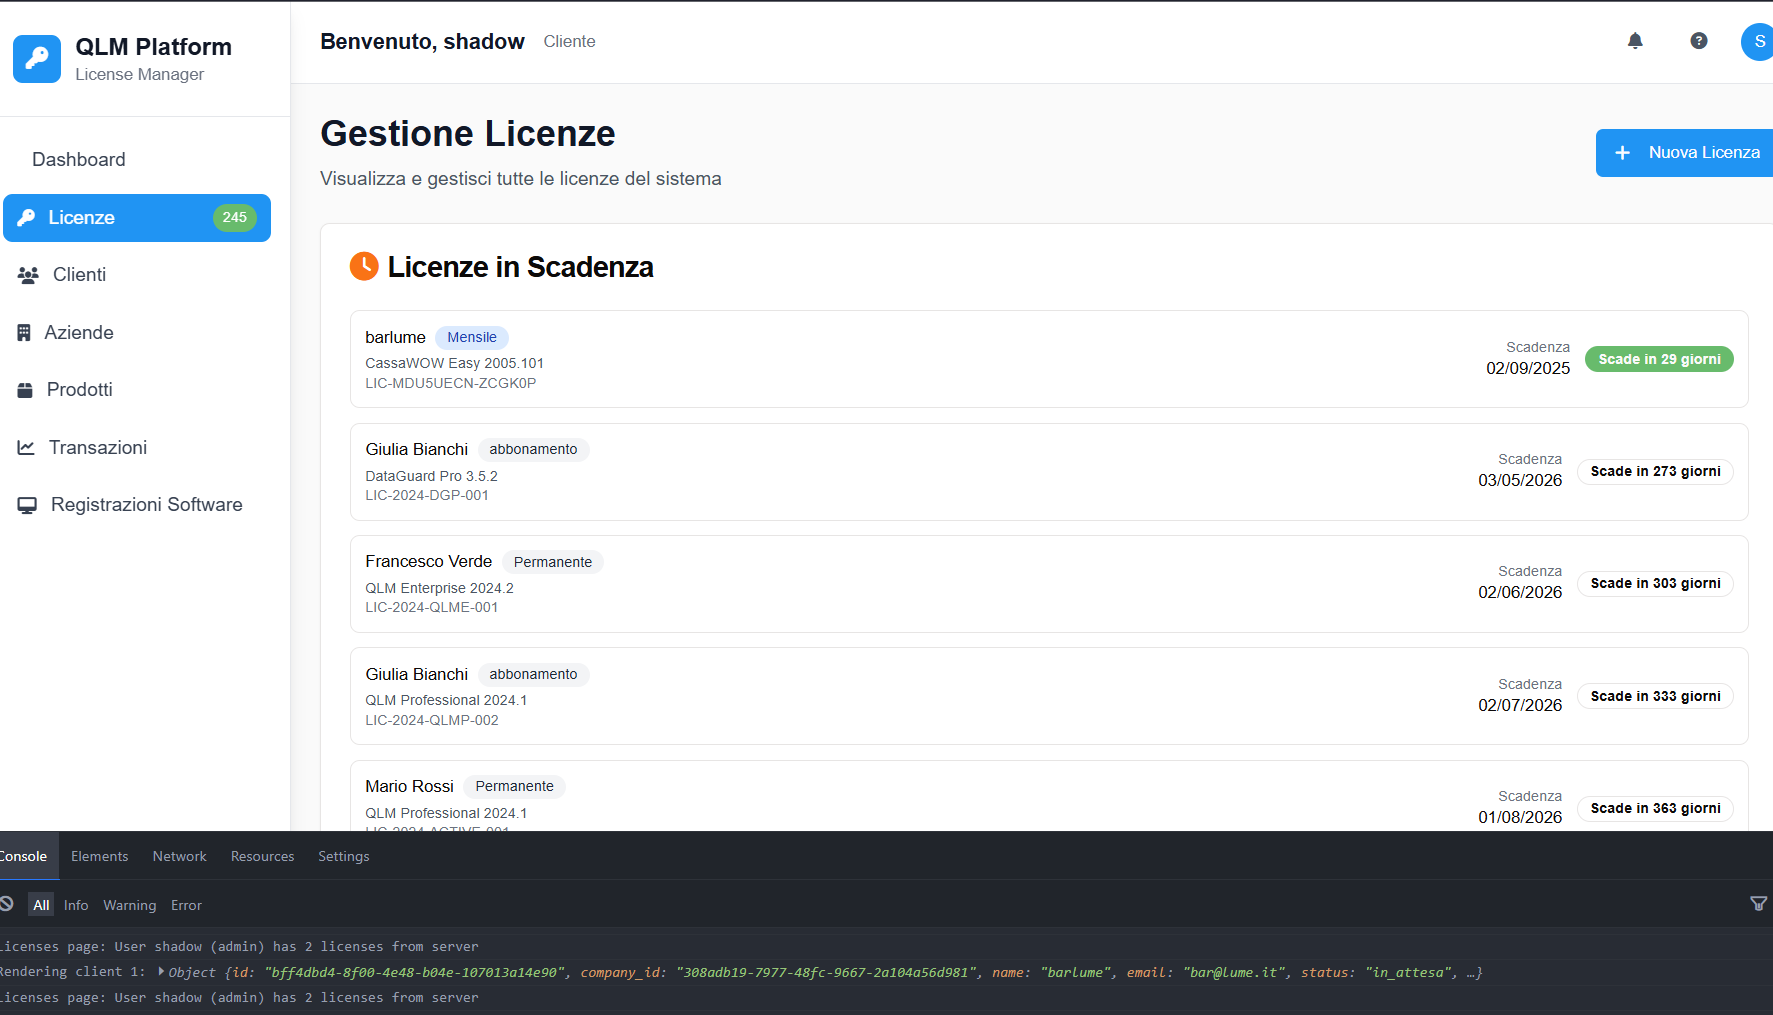 QLM Platform
License Manager
Benvenuto, shadow Cliente
S
Dashboard
Licenze 245
Clienti
Aziende
Prodotti
Transazioni
Registrazioni Software
Gestione Licenze
Visualizza e gestisci tutte le licenze del sistema
+ Nuova Licenza
Licenze in Scadenza
barlume Mensile
CassaWOW Easy 2005.101
LIC-MDU5UECN-ZCGK0P
Scadenza
02/09/2025
Scade in 29 giorni
Giulia Bianchi abbonamento
DataGuard Pro 3.5.2
LIC-2024-DGP-001
Scadenza
03/05/2026
Scade in 273 giorni
Francesco Verde Permanente
QLM Enterprise 2024.2
LIC-2024-QLME-001
Scadenza
02/06/2026
Scade in 303 giorni
Giulia Bianchi abbonamento
QLM Professional 2024.1
LIC-2024-QLMP-002
Scadenza
02/07/2026
Scade in 333 giorni
Mario Rossi Permanente
QLM Professional 2024.1
LIC-2024-ACTIVE-001
Scadenza
01/08/2026
Scade in 363 giorni
Console Elements Network Resources Settings
All Info Warning Error
Licenses page: User shadow (admin) has 2 licenses from server
Rendering client 1: Object {id: "bff4dbd4-8f00-4e48-b04e-107013a14e90", company_id: "308adb19-7977-48fc-9667-2a104a56d981", name: "barlume", email: "bar@lume.it", status: "in_attesa", …}
Licenses page: User shadow (admin) has 2 licenses from server